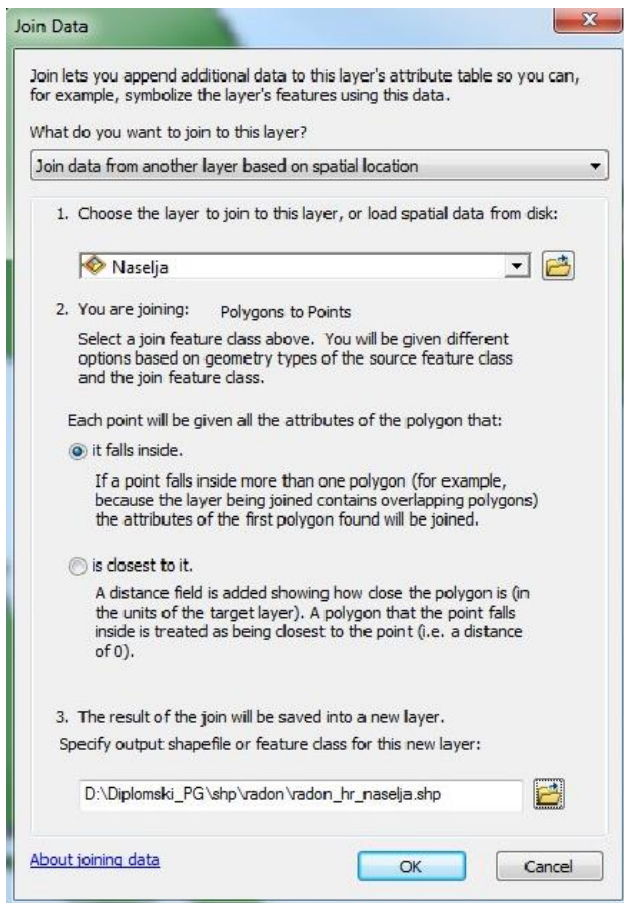 Join Data
Join lets you append additional data to this layer's attribute table so you can,
for example, symbolize the layer's features using this data.
What do you want to join to this layer?
Join data from another layer based on spatial location
1. Choose the layer to join to this layer, or load spatial data from disk:
Naselja
2. You are joining: Polygons to Points
Select a join feature class above. You will be given different
options based on geometry types of the source feature class
and the join feature class.
Each point will be given all the attributes of the polygon that:
it falls inside.
If a point falls inside more than one polygon (for example,
because the layer being joined contains overlapping polygons)
the attributes of the first polygon found will be joined.
is closest to it.
A distance field is added showing how close the polygon is (in
the units of the target layer). A polygon that the point falls
inside is treated as being closest to the point (i.e. a distance
of 0).
3. The result of the join will be saved into a new layer.
Specify output shapefile or feature class for this new layer:
D:\Diplomski_PG\shp\radon\radon_hr_naselja.shp
About joining data
OK
Cancel